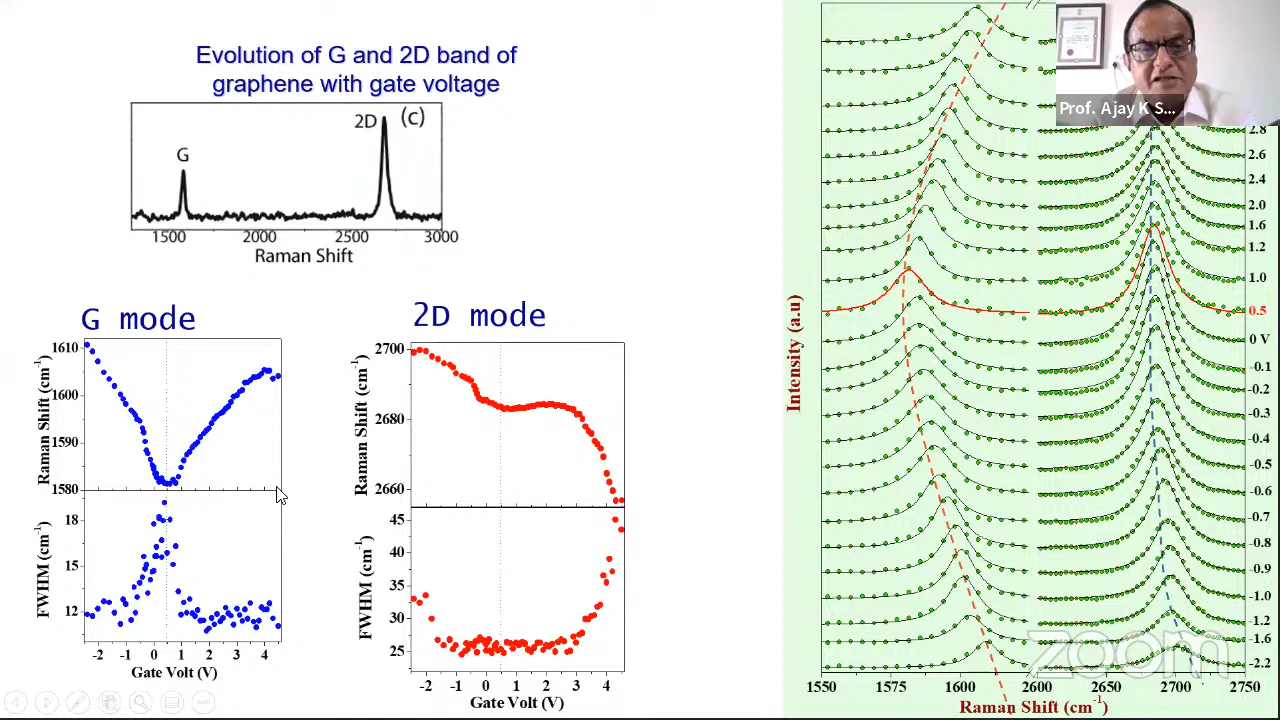 Evolution of G and 2D band of
graphene with gate voltage
2D
(c)
G
1500 2000 2500 3000
Raman Shift
G mode
2D mode
1610
1600
1590
1580
Raman Shift (cm-1)
18
15
12
FWHM (cm-1)
-2 -1 0 1 2 3 4
Gate Volt (V)
2700
2680
2660
Raman Shift (cm-1)
45
40
35
30
25
FWHM (cm-1)
-2 -1 0 1 2 3 4
Gate Volt (V)
Intensity (a.u)
2.8
2.6
2.4
2.0
1.6
1.2
1.0
0.5
0 V
-0.1
-0.2
-0.3
-0.4
-0.5
-0.6
-0.7
-0.8
-0.9
-1.0
-1.2
-1.6
-2.2
1550 1575 1600 2600 2650 2700 2750
Raman Shift (cm-1)
Prof. Ajay K S...
zoom